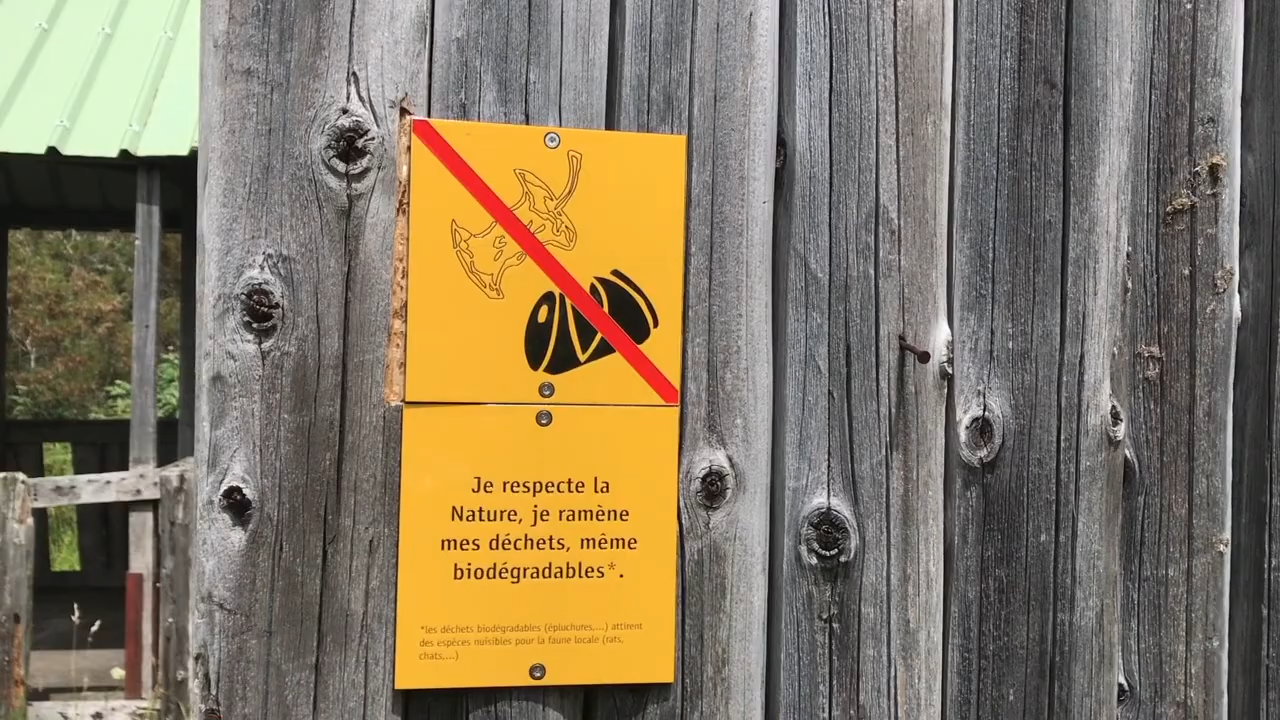 Je respecte la
Nature, je ramène
mes déchets, même
biodégradables*.
*les déchets biodégradables (épluchures,...) attirent
des espèces nuisibles pour la faune locale (rats,
chats,...)